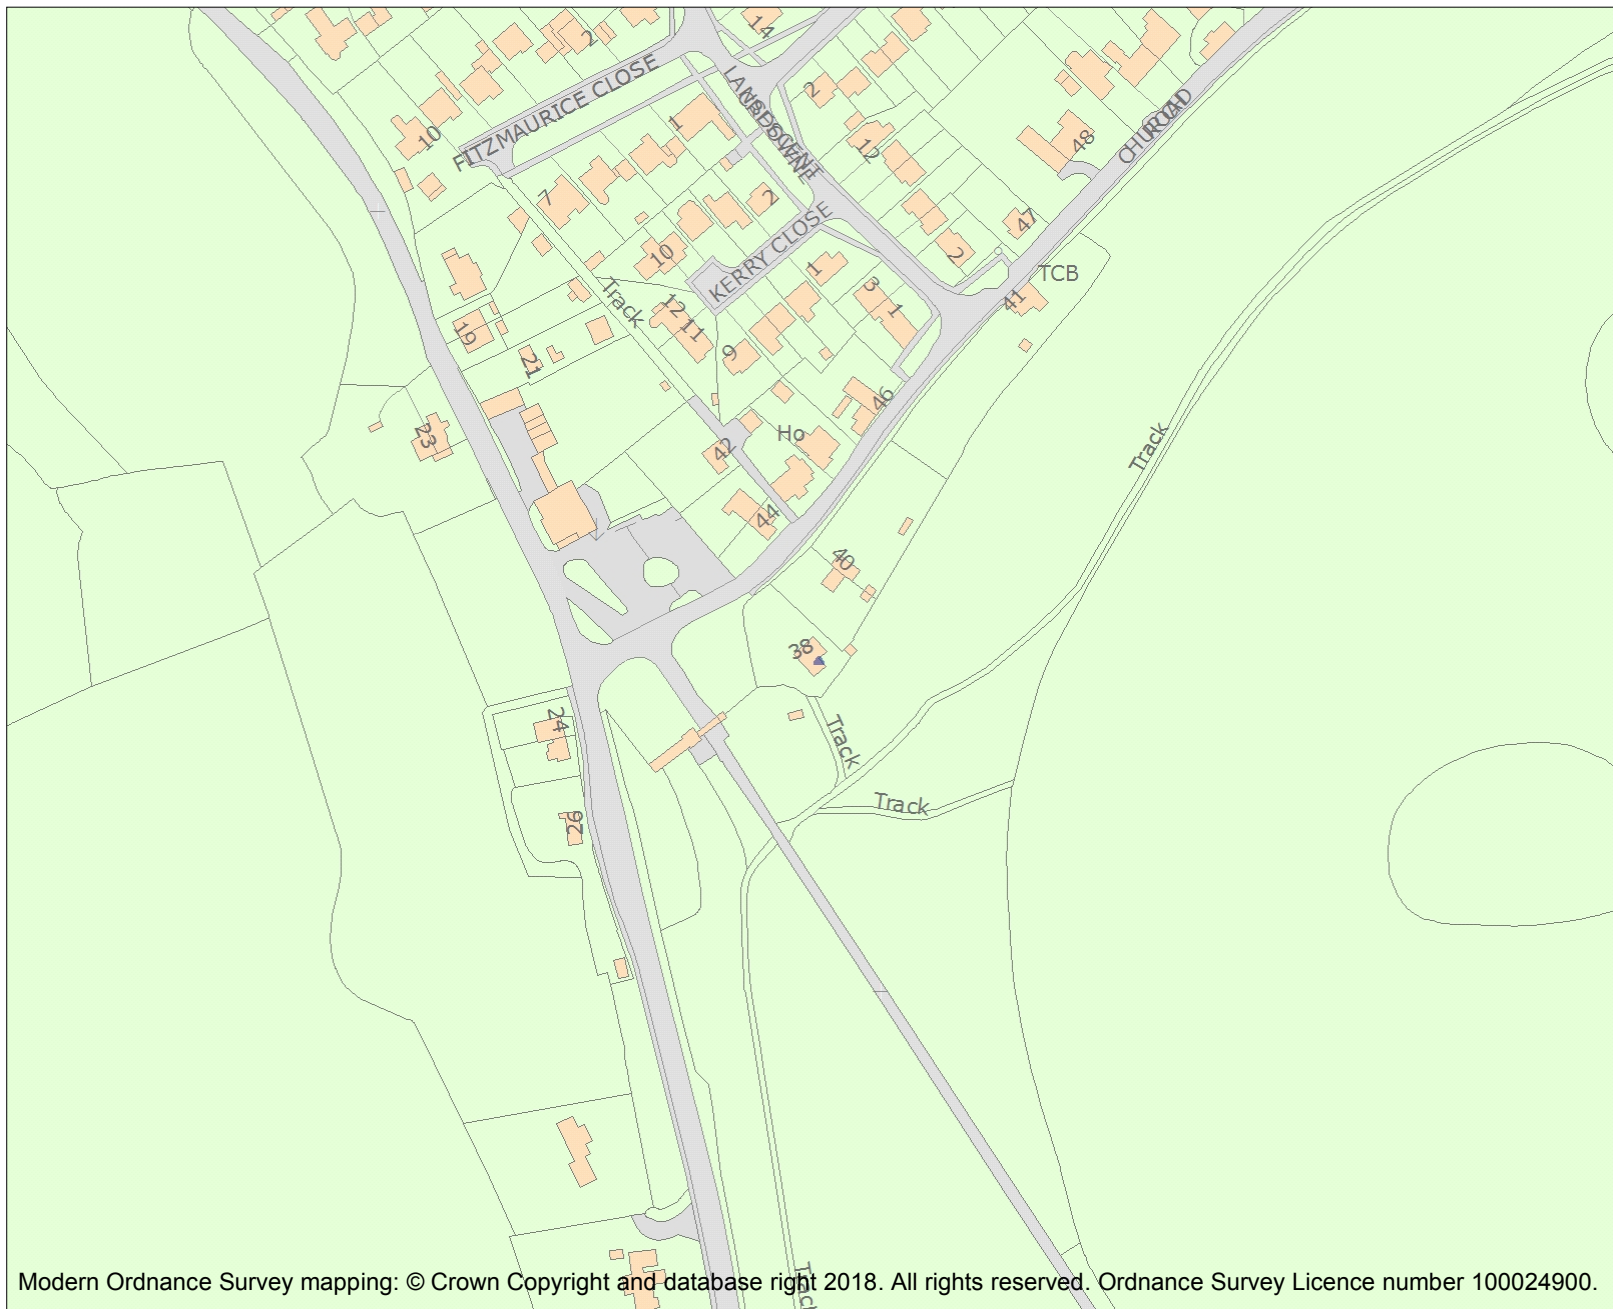 14
2
FITZMAURICE CLOSE
LANSDOWNE
CRESCENT
2
10
1
12
48
CHURCH
ROAD
7
2
47
KERRY CLOSE
2
10
TCB
1
3
41
Track
12
1
11
19
9
21
46
23
Ho
42
Track
44
40
38
24
Track
Track
26
Track
Modern Ordnance Survey mapping: © Crown Copyright and database right 2018. All rights reserved. Ordnance Survey Licence number 100024900.